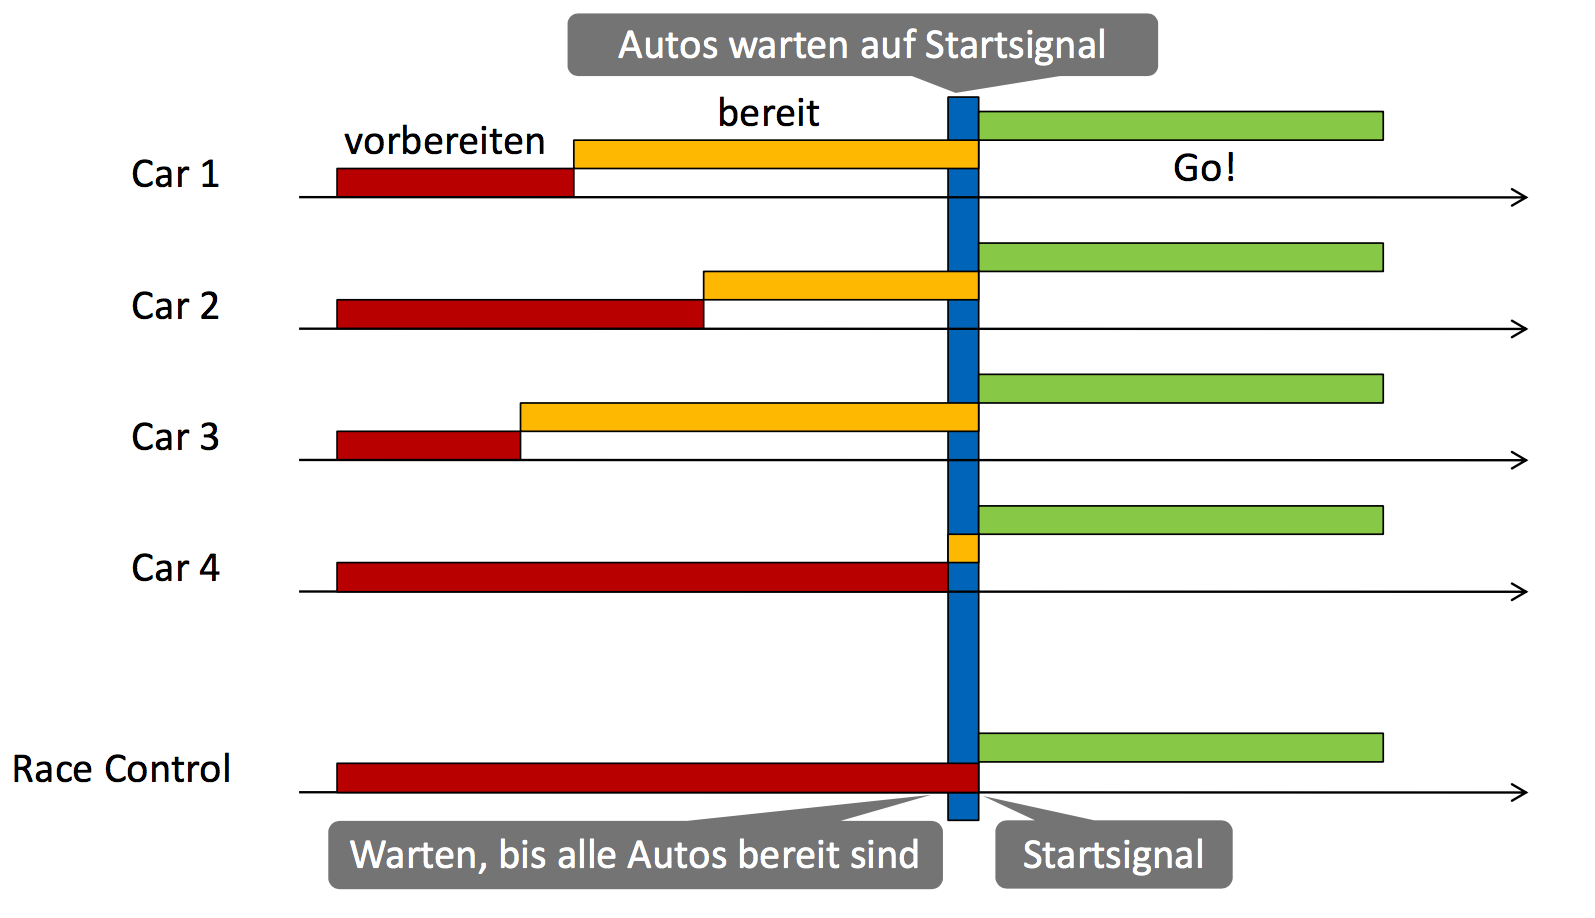 Autos warten auf Startsignal
bereit
vorbereiten
Car 1
Go!
Car 2
Car 3
Car 4
Race Control
Warten, bis alle Autos bereit sind
Startsignal